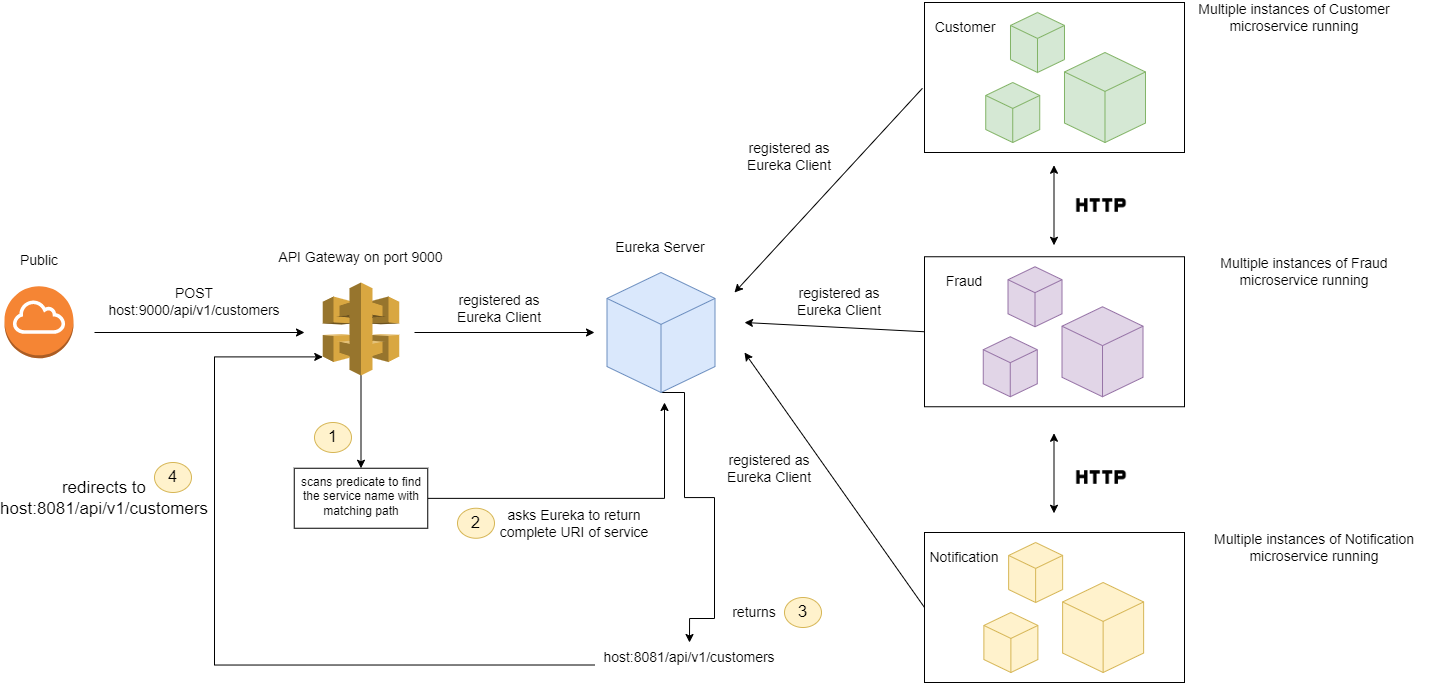 Customer
Multiple instances of Customer
microservice running
registered as
Eureka Client
HTTP
Public
API Gateway on port 9000
Eureka Server
Fraud
Multiple instances of Fraud
microservice running
POST
host:9000/api/v1/customers
registered as
Eureka Client
registered as
Eureka Client
1
scans predicate to find
the service name with
matching path
4
redirects to
host:8081/api/v1/customers
2
asks Eureka to return
complete URI of service
registered as
Eureka Client
HTTP
Notification
Multiple instances of Notification
microservice running
returns
3
host:8081/api/v1/customers